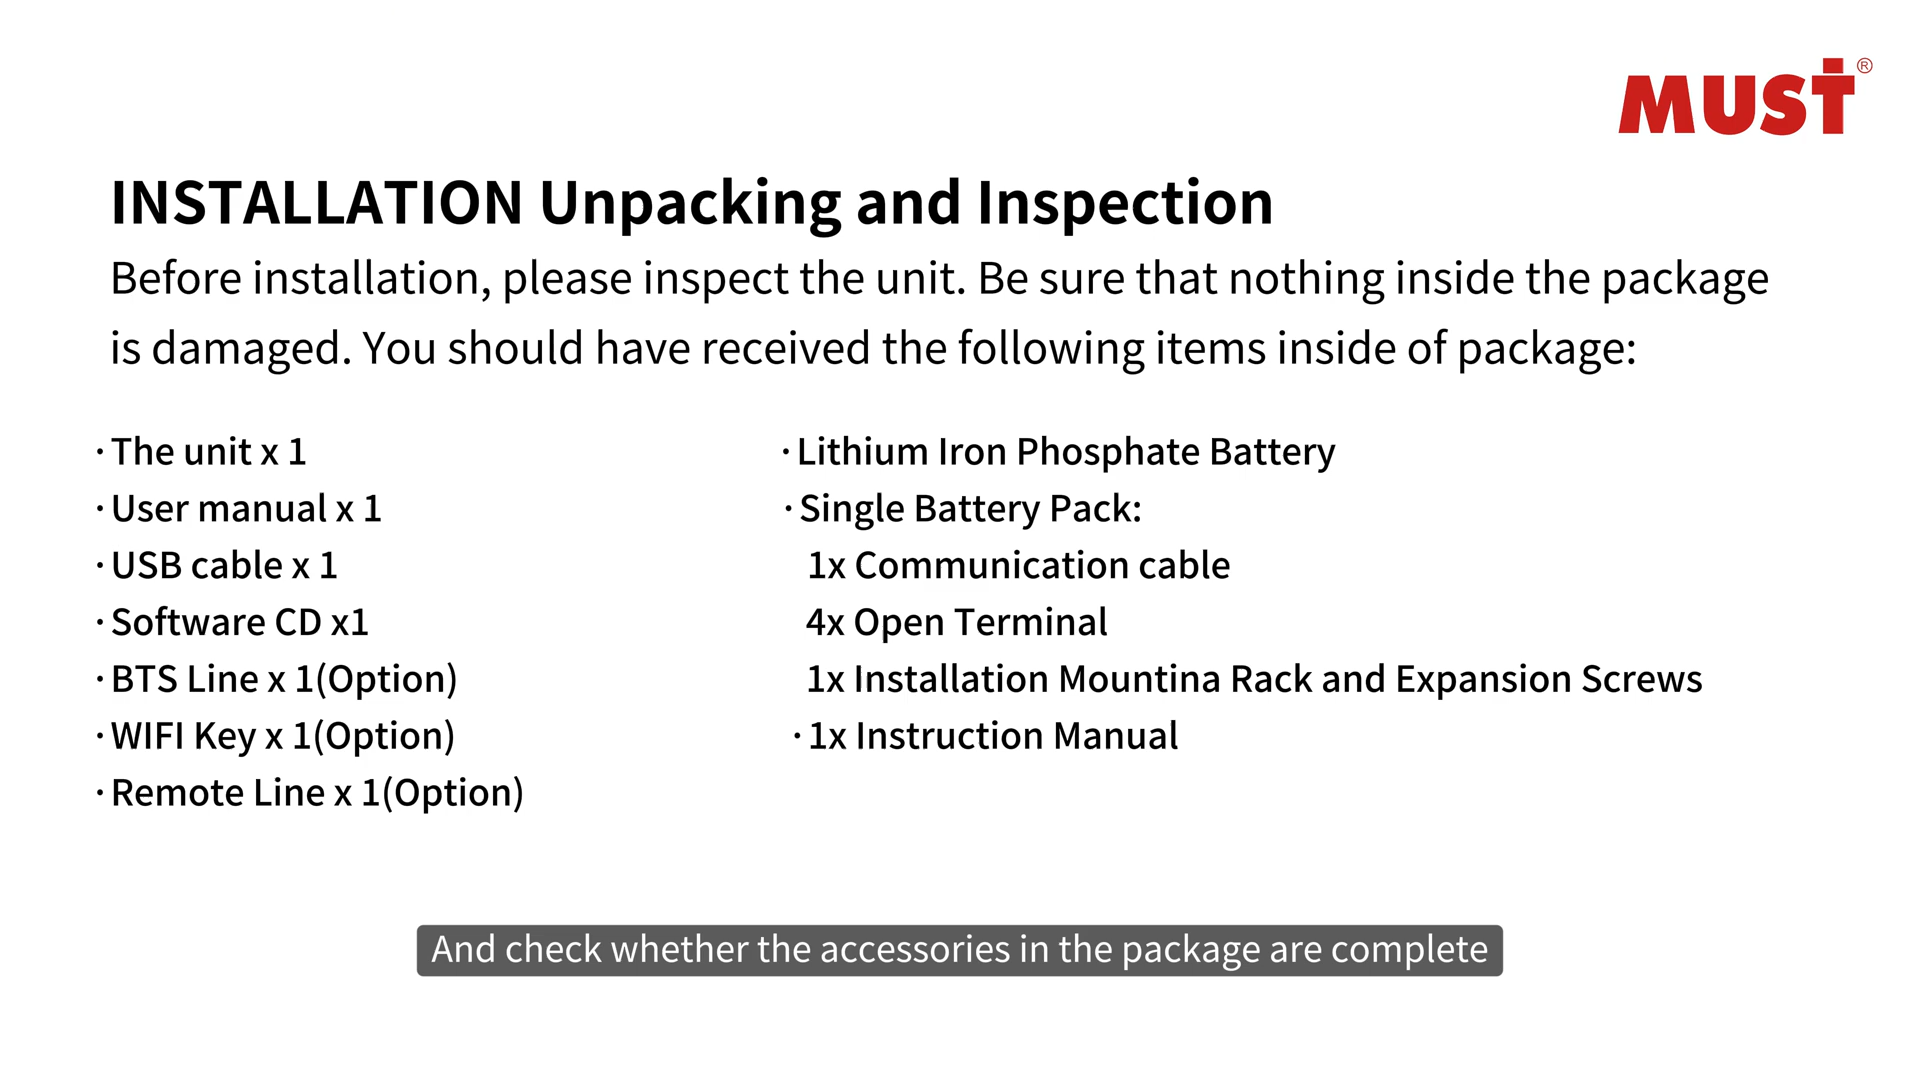 MUST®
INSTALLATION Unpacking and Inspection
Before installation, please inspect the unit. Be sure that nothing inside the package
is damaged. You should have received the following items inside of package:
·The unit x 1
·User manual x 1
·USB cable x 1
·Software CD x1
·BTS Line x 1(Option)
·WIFI Key x 1(Option)
·Remote Line x 1(Option)
·Lithium Iron Phosphate Battery
·Single Battery Pack:
1x Communication cable
4x Open Terminal
1x Installation Mountina Rack and Expansion Screws
·1x Instruction Manual
And check whether the accessories in the package are complete